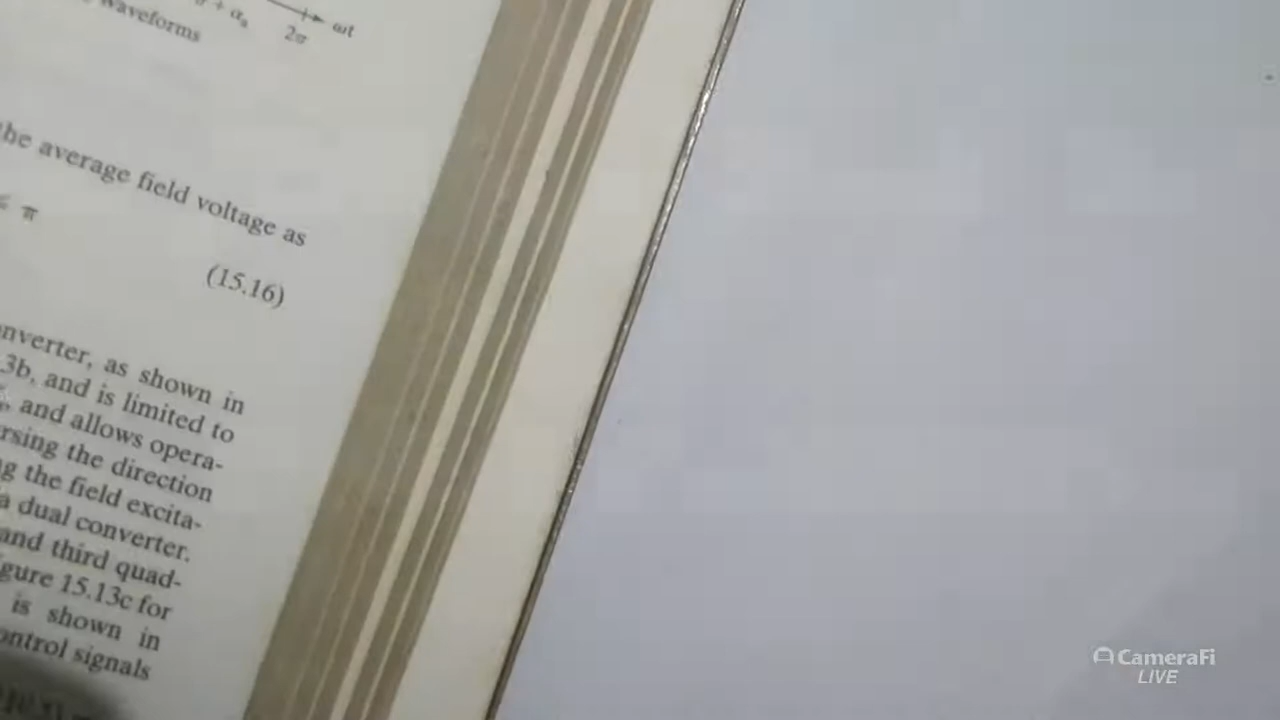 + αa
2π ωt
Waveforms
the average field voltage as
≤ π
(15.16)
nverter, as shown in
3b, and is limited to
, and allows opera-
rsing the direction
g the field excita-
a dual converter.
and third quad-
gure 15.13c for
is shown in
ontrol signals
CameraFi
LIVE